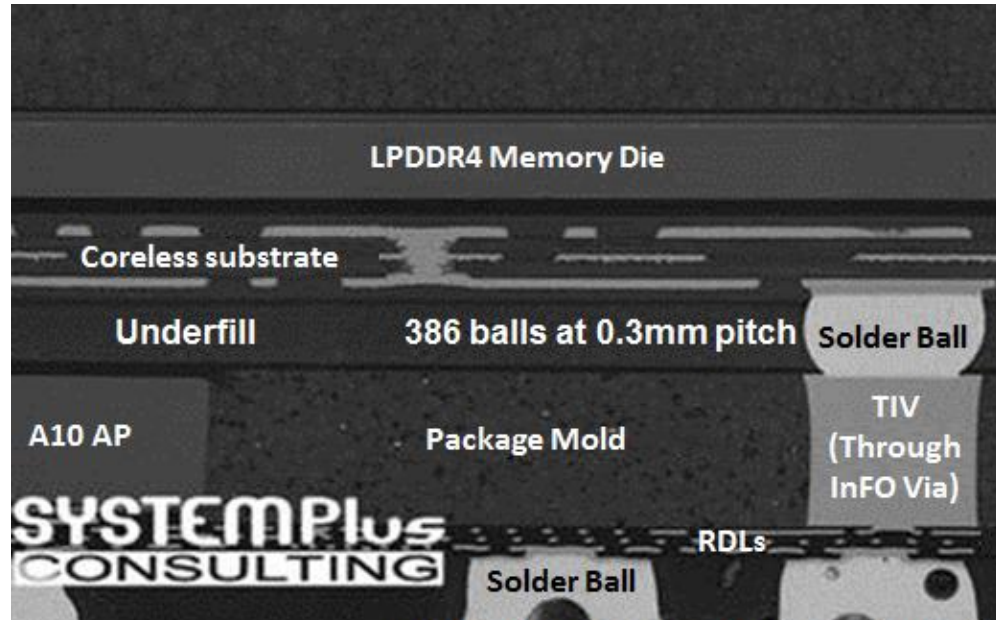 LPDDR4 Memory Die
Coreless substrate
Underfill
386 balls at 0.3mm pitch
Solder Ball
A10 AP
Package Mold
TIV
(Through
InFO Via)
SYSTEMPlus
CONSULTING
RDLs
Solder Ball